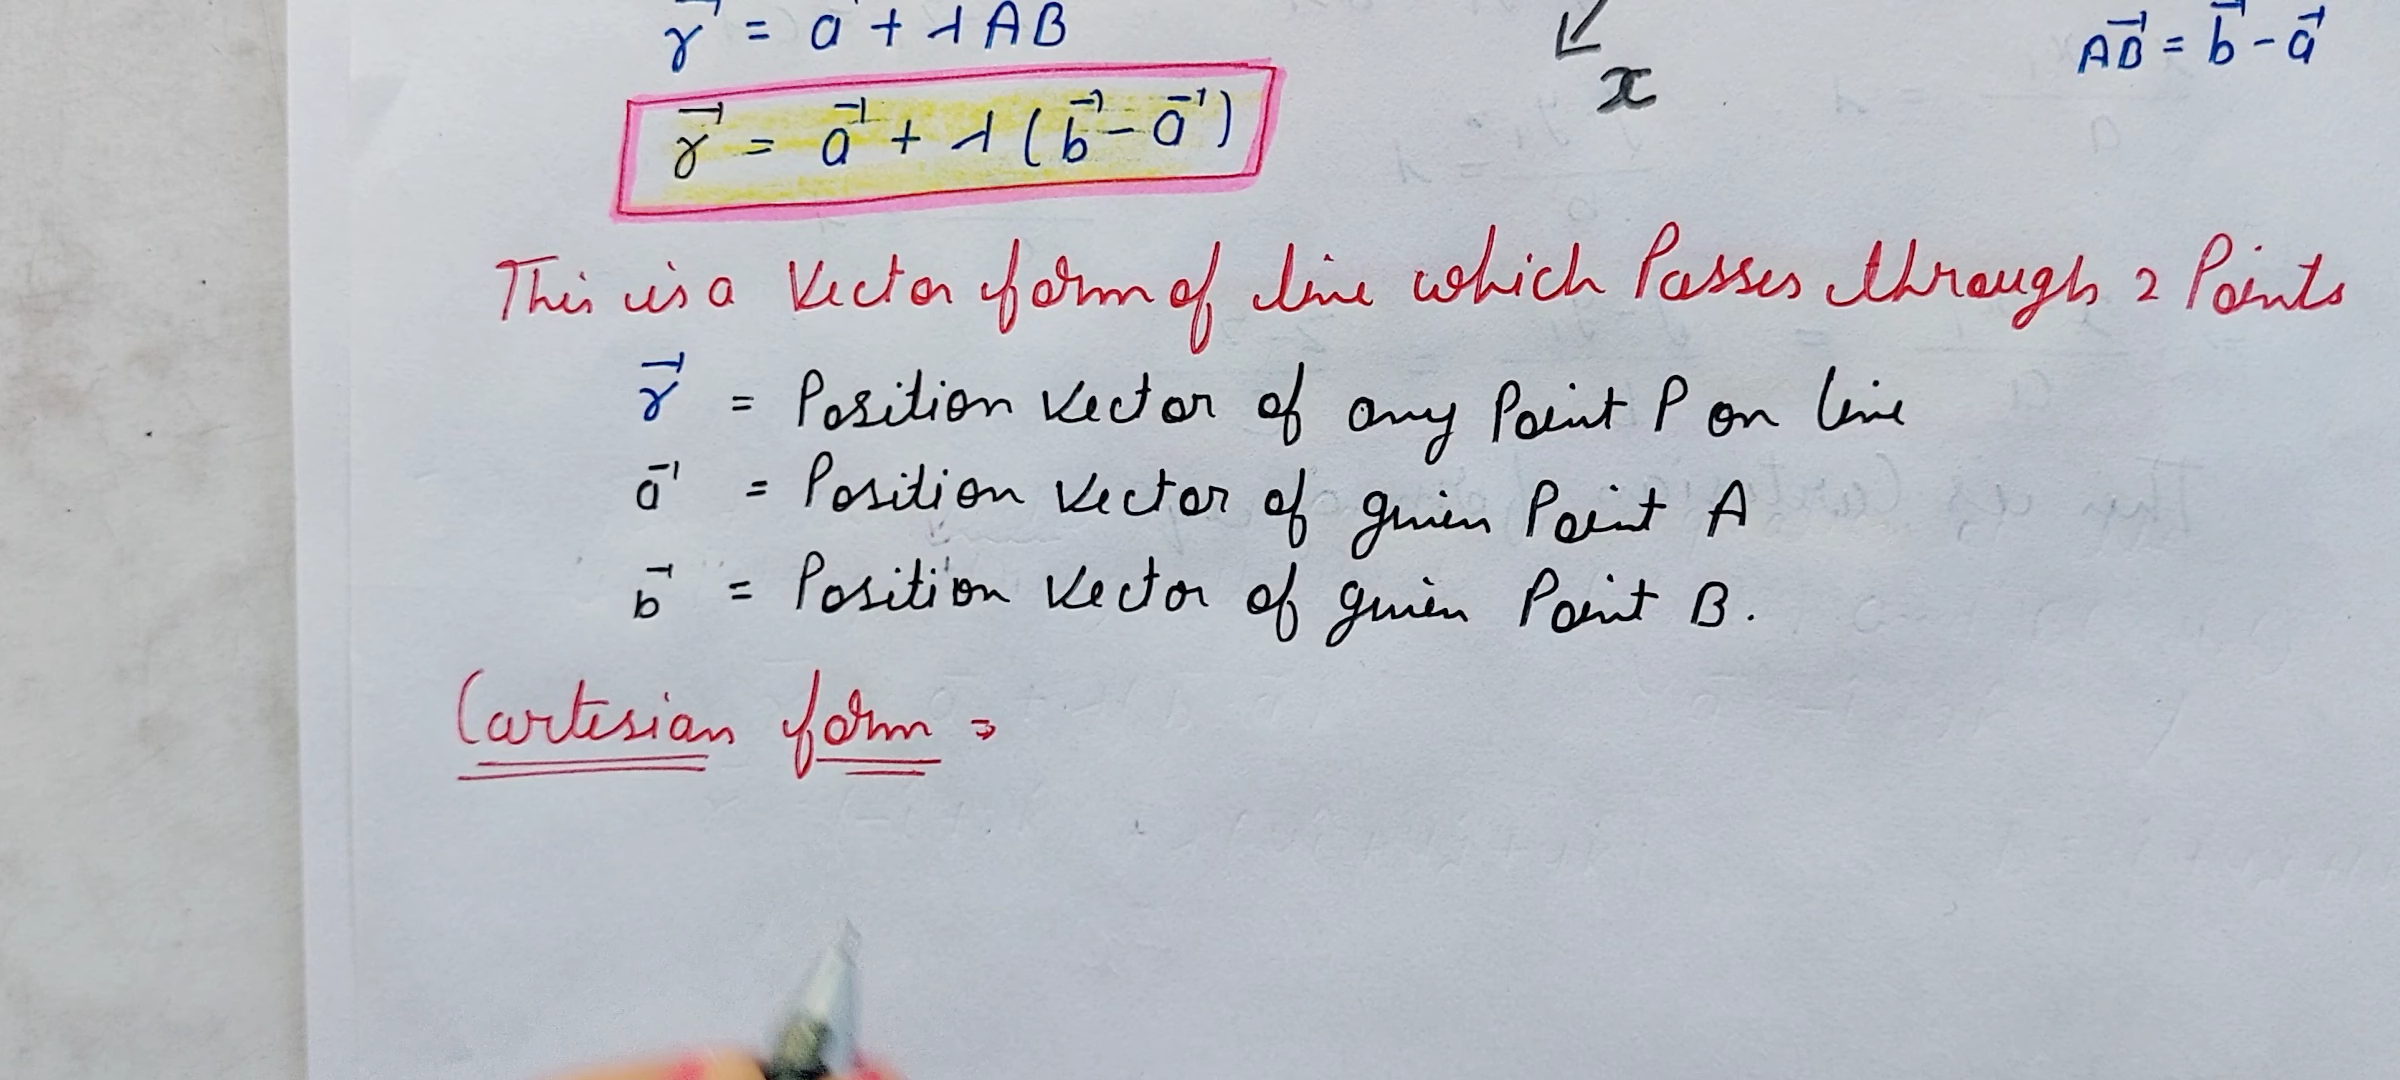 r⃗ = a⃗ + λ AB
AB⃗ = b⃗ - a⃗
x
r⃗ = a⃗ + λ (b⃗ - a⃗)
This is a Vector form of line which Passes through 2 Points
r⃗ = Position Vector of any Point P on line
a⃗ = Position Vector of given Point A
b⃗ = Position Vector of given Point B.
Cartesian form ⇒